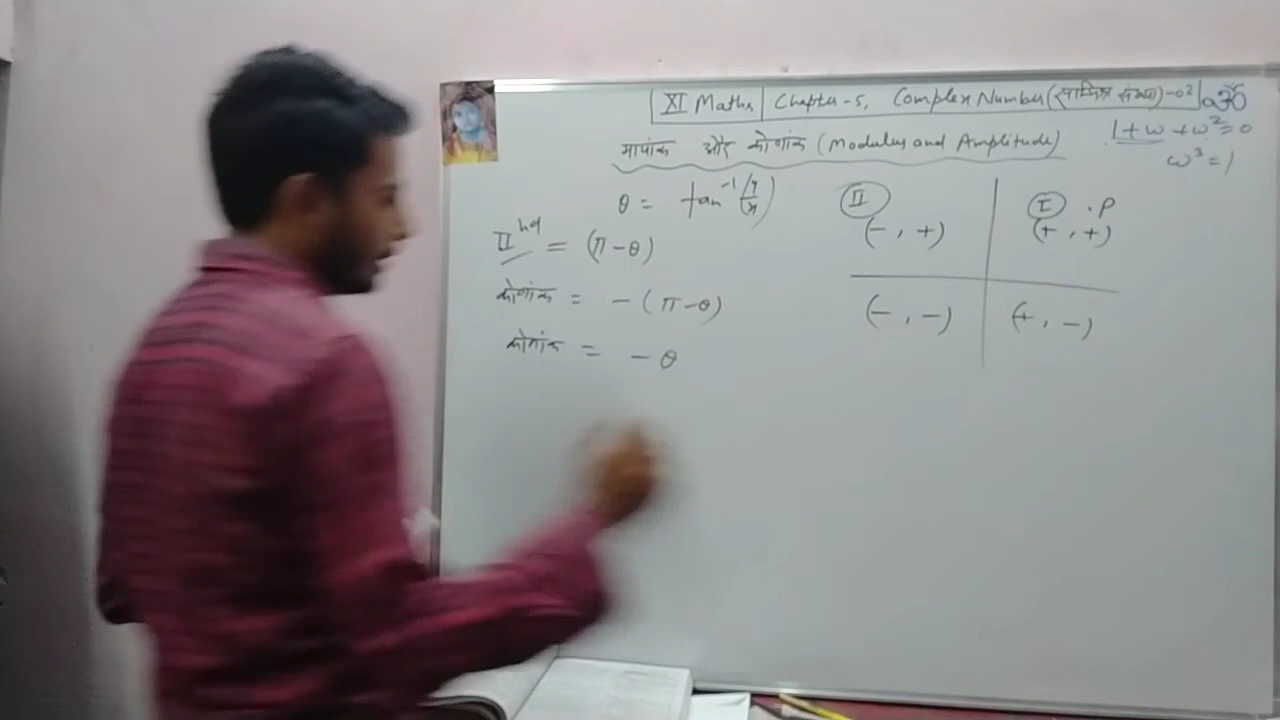 XI Maths | Chapter-5, Complex Number (सम्मिश्र संख्या)-02
ॐ
1+ω+ω²=0
ω³=1
मापांक और कोणांक (Modulus and Amplitude)
θ = tan⁻¹(y/x)
II (-, +)
I .P (+, +)
(-, -)
(+, -)
IInd = (π-θ)
कोणांक = -(π-θ)
कोणांक = -θ